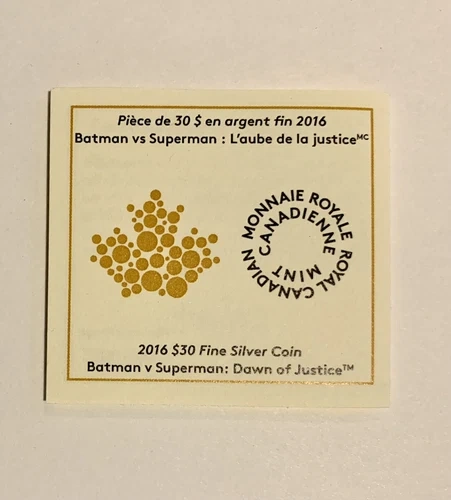 Pièce de 30 $ en argent fin 2016
Batman vs Superman : L'aube de la justiceᴹᶜ
MONNAIE ROYALE CANADIENNE
ROYAL CANADIAN MINT
2016 $30 Fine Silver Coin
Batman v Superman: Dawn of Justice™